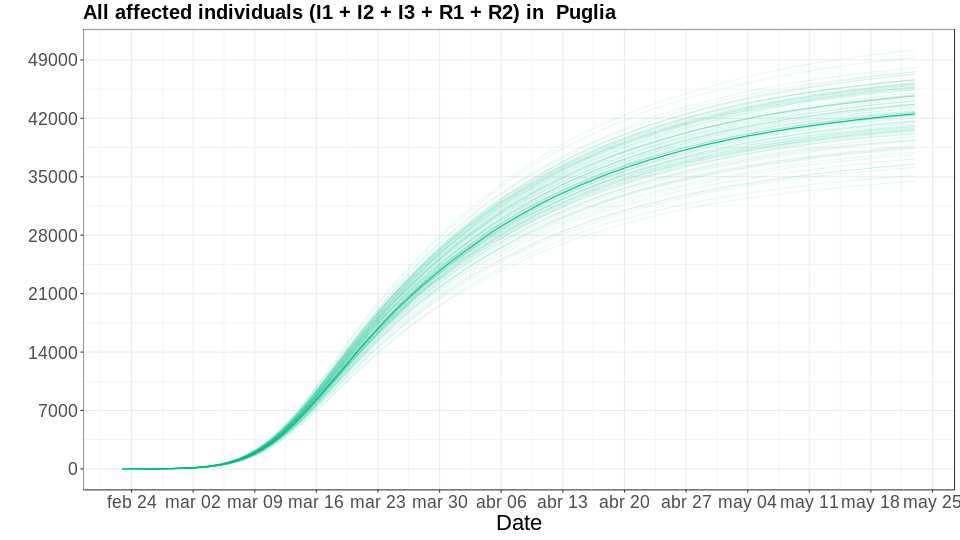 All affected individuals (I1 + I2 + I3 + R1 + R2) in  Puglia
49000
42000
35000
28000
21000
14000
7000
0
feb 24 mar 02 mar 09 mar 16 mar 23 mar 30 abr 06 abr 13 abr 20 abr 27 may 04 may 11 may 18 may 25
Date